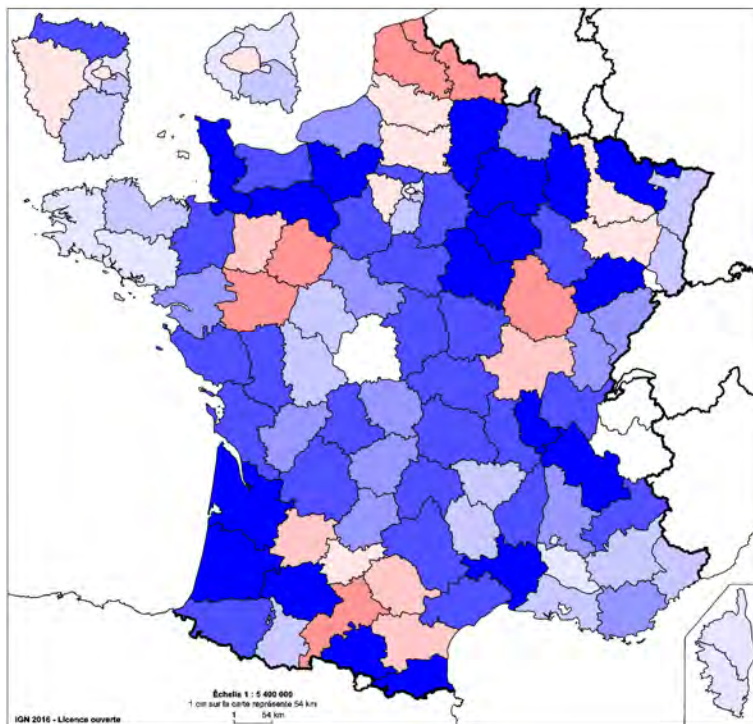 Échelle 1 : 5 400 000
1 cm sur la carte représente 54 km
1 54 km
IGN 2016 - Licence ouverte